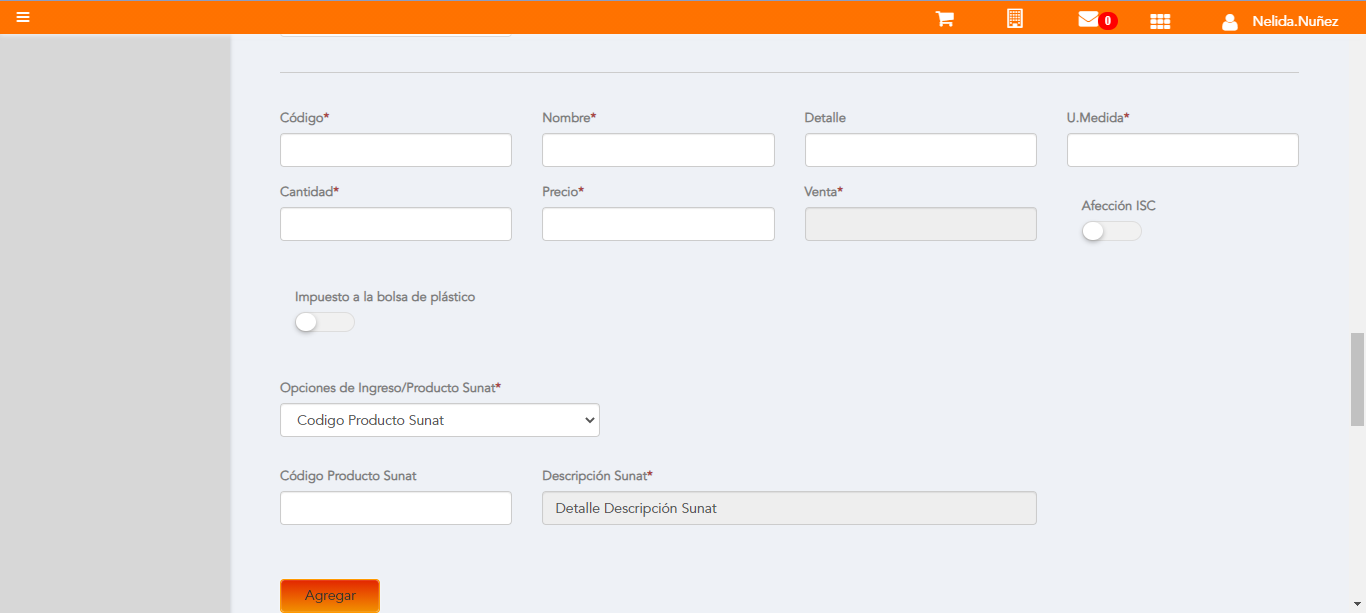 0 Nelida.Nuñez
Código* Nombre* Detalle U.Medida*
Cantidad* Precio* Venta*
Afección ISC
Impuesto a la bolsa de plástico
Opciones de Ingreso/Producto Sunat*
Codigo Producto Sunat
Código Producto Sunat Descripción Sunat*
Detalle Descripción Sunat
Agregar